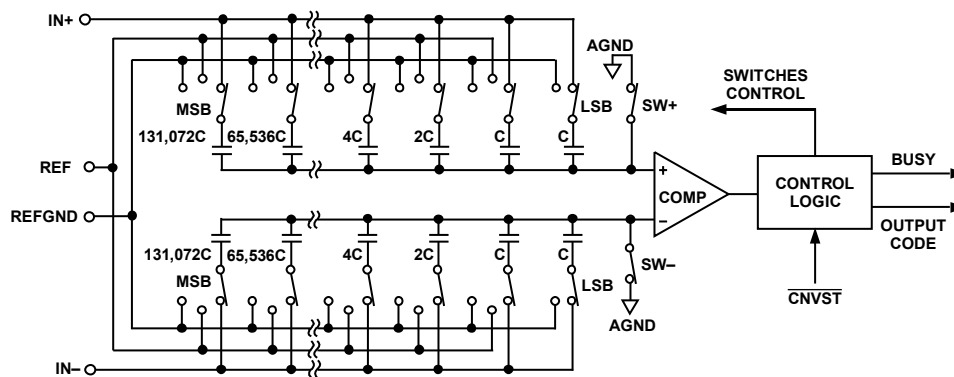 IN+
AGND
SWITCHES
CONTROL
MSB
LSB
SW+
131,072C 65,536C 4C 2C C C
REF
BUSY
+
COMP
−
CONTROL
LOGIC
REFGND
OUTPUT
CODE
131,072C 65,536C 4C 2C C C
SW−
MSB
LSB
CNVST
AGND
IN−